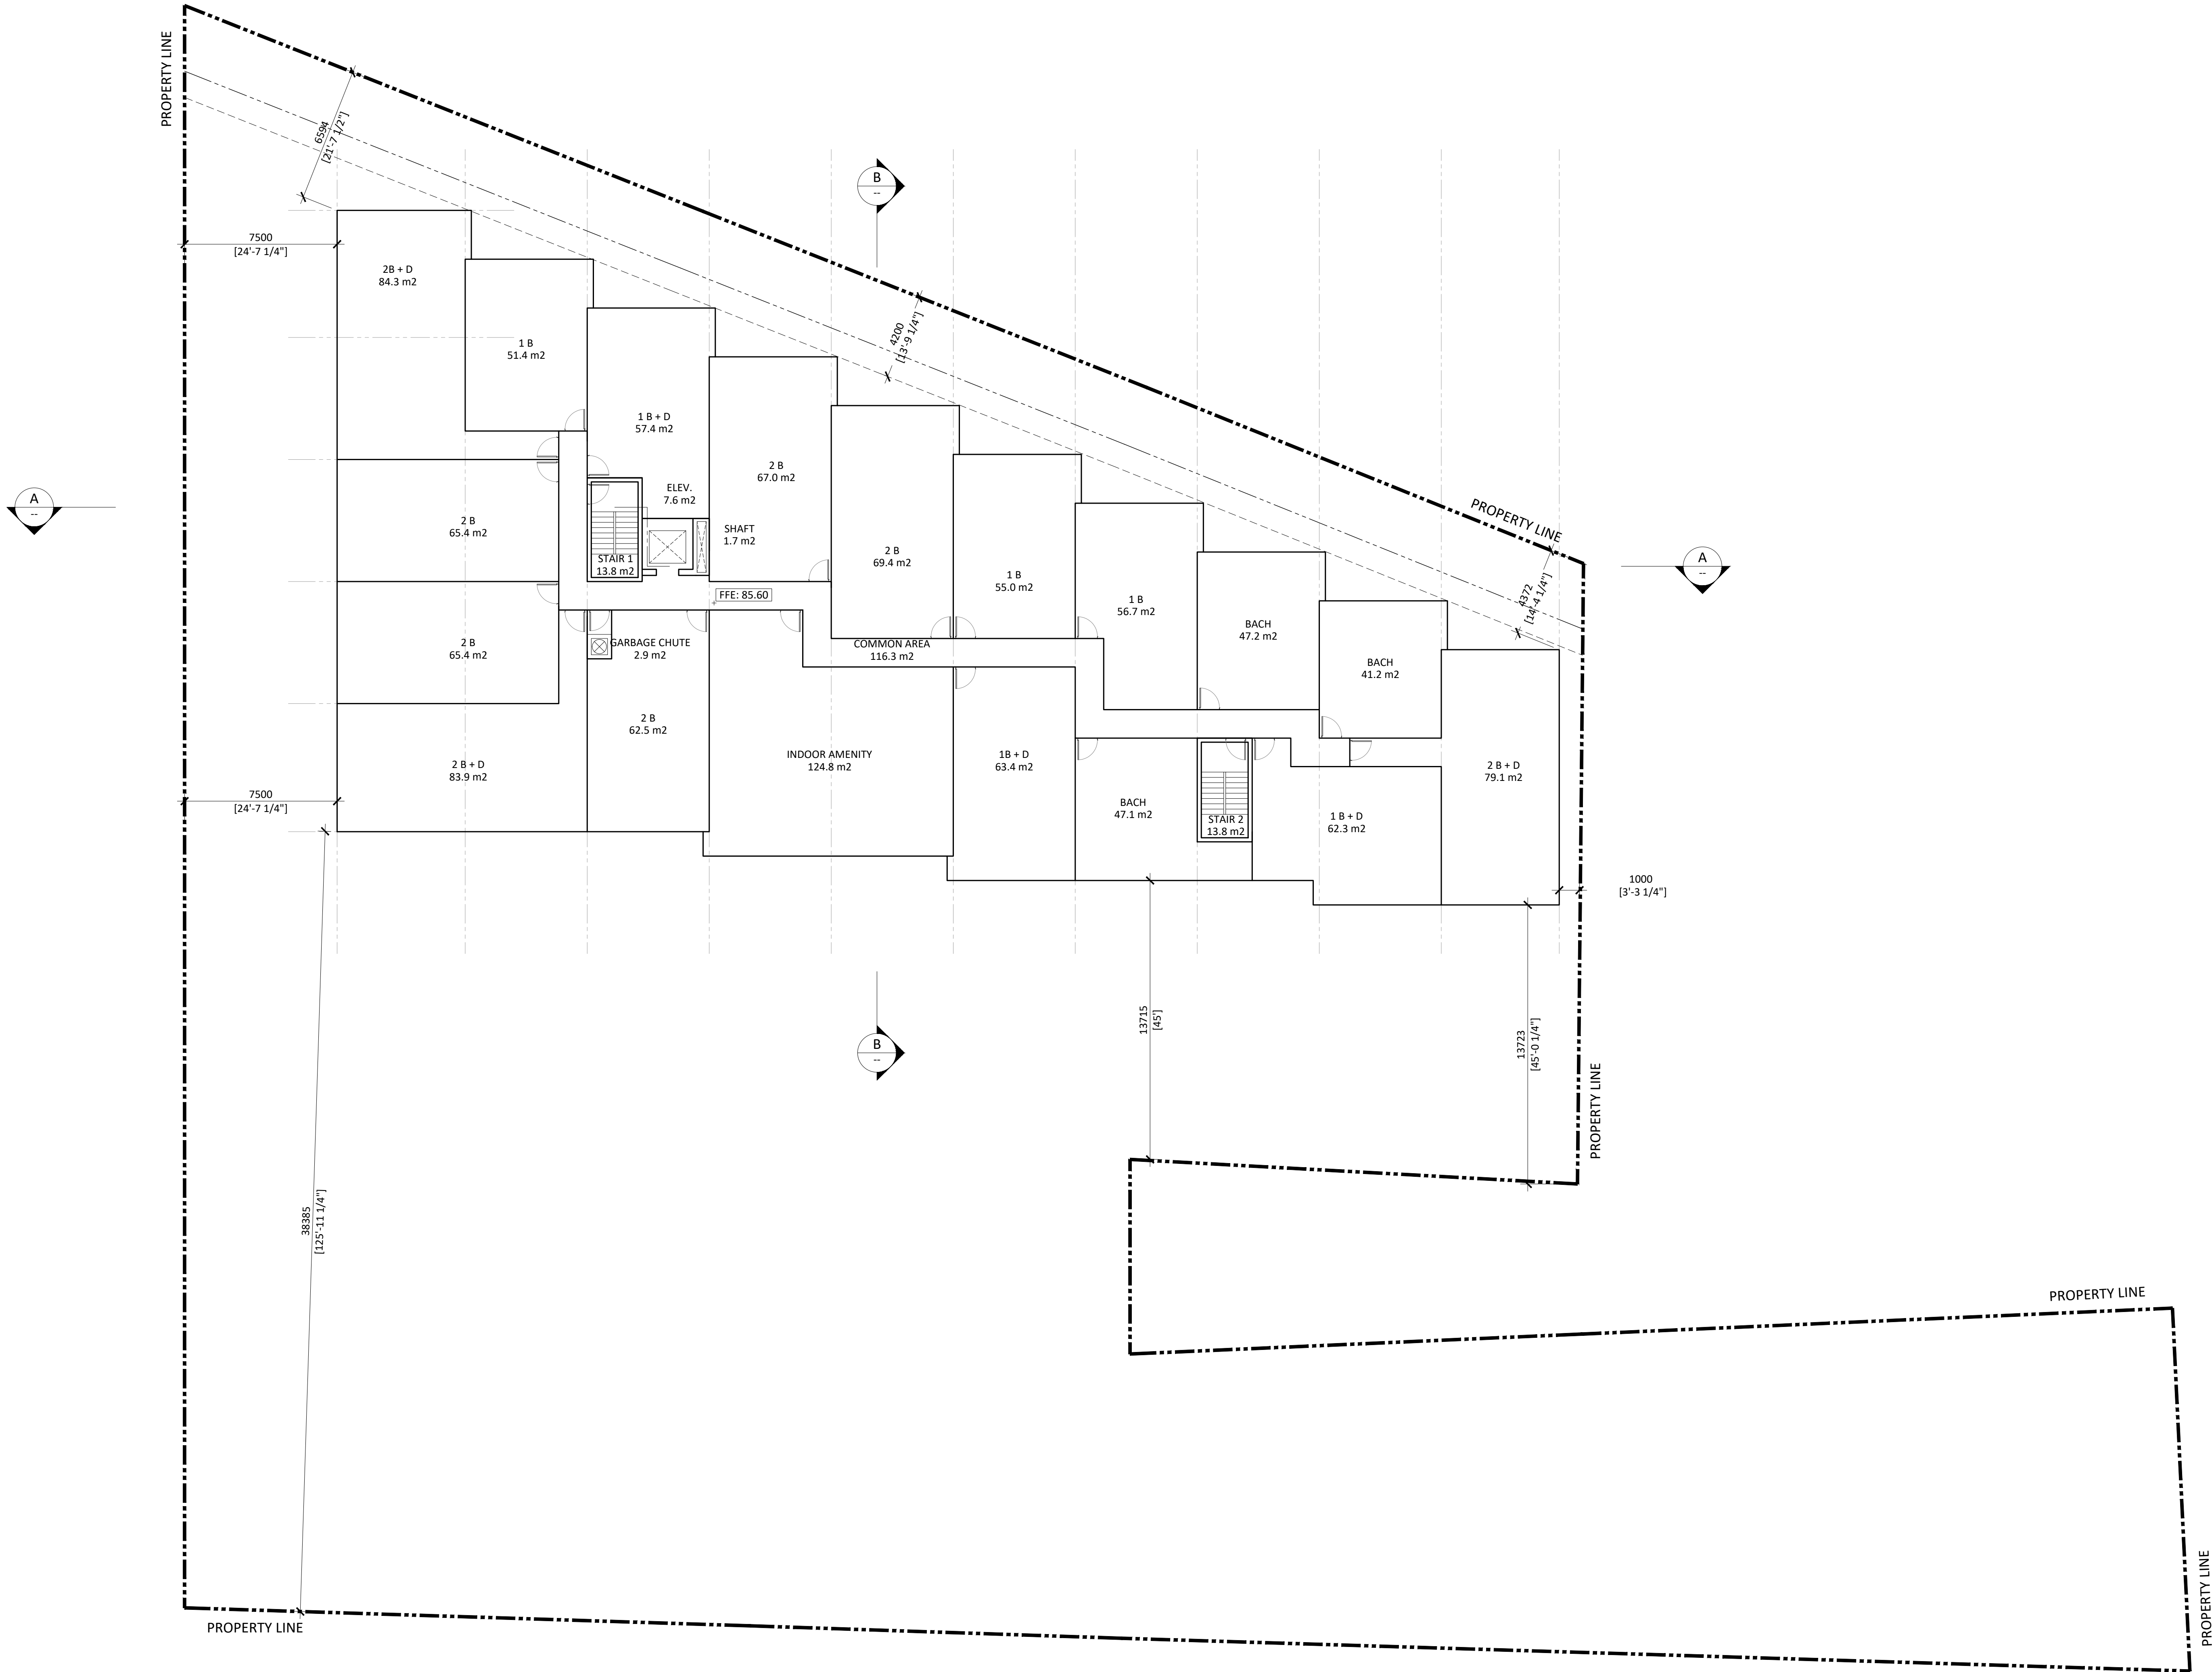 PROPERTY LINE
6594
[21'-7 1/2"]
B
--
7500
[24'-7 1/4"]
2B + D
84.3 m2
1 B
51.4 m2
4200
[13'-9 1/4"]
1 B + D
57.4 m2
2 B
67.0 m2
ELEV.
7.6 m2
A
--
2 B
65.4 m2
SHAFT
1.7 m2
PROPERTY LINE
STAIR 1
13.8 m2
2 B
69.4 m2
A
--
1 B
55.0 m2
FFE: 85.60
4372
[14'-4 1/4"]
1 B
56.7 m2
BACH
47.2 m2
2 B
65.4 m2
GARBAGE CHUTE
2.9 m2
COMMON AREA
116.3 m2
BACH
41.2 m2
2 B
62.5 m2
INDOOR AMENITY
124.8 m2
1B + D
63.4 m2
2 B + D
83.9 m2
2 B + D
79.1 m2
7500
[24'-7 1/4"]
BACH
47.1 m2
STAIR 2
13.8 m2
1 B + D
62.3 m2
1000
[3'-3 1/4"]
13715
[45']
13723
[45'-0 1/4"]
B
--
PROPERTY LINE
38385
[125'-11 1/4"]
PROPERTY LINE
PROPERTY LINE
PROPERTY LINE